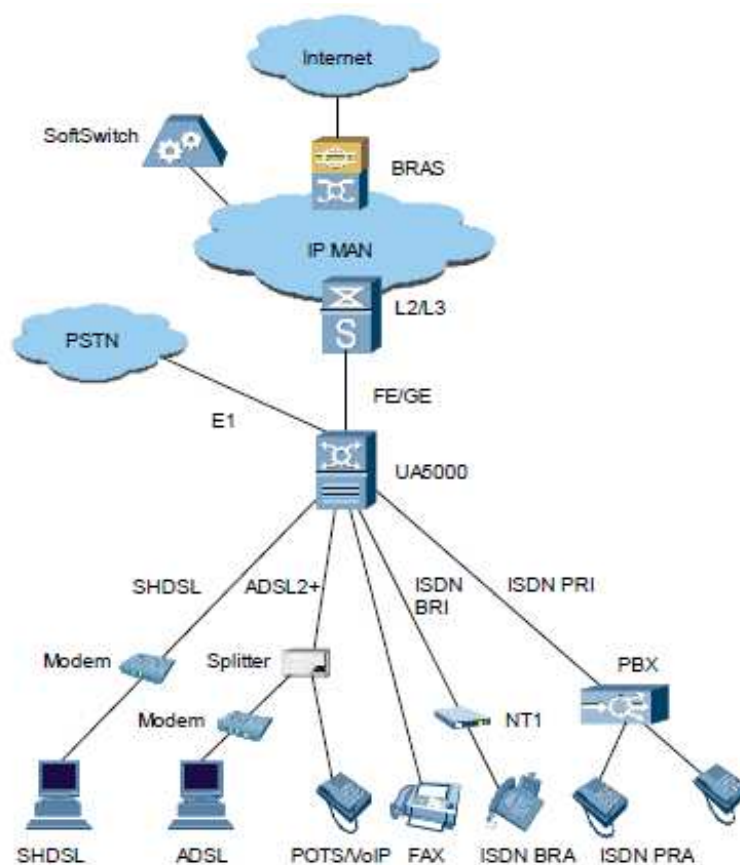 Internet
SoftSwitch
BRAS
IP MAN
L2/L3
PSTN
FE/GE
E1
UA5000
SHDSL
ADSL2+
ISDN
BRI
ISDN PRI
Modem
Splitter
PBX
Modem
NT1
SHDSL
ADSL
POTS/VoIP
FAX
ISDN BRA
ISDN PRA
S